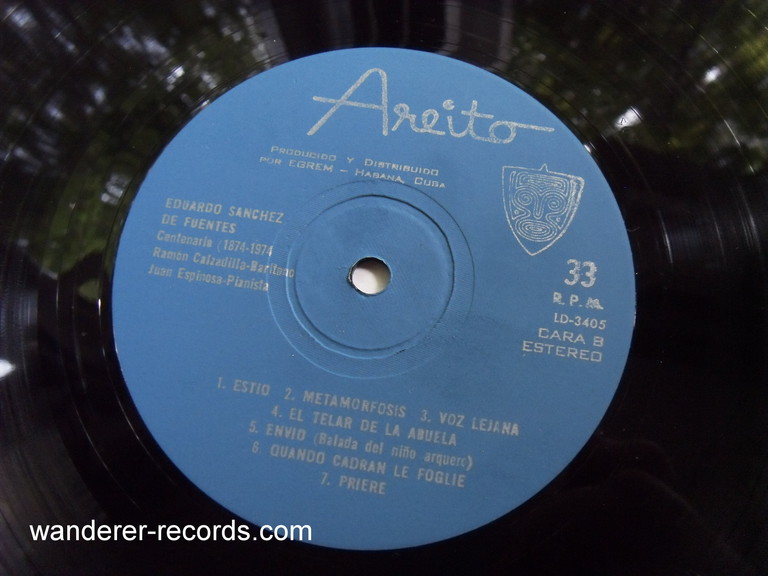 Areito
PRODUCIDO Y DISTRIBUIDO
POR EGREM - HABANA, CUBA
EDUARDO SANCHEZ
DE FUENTES
Centenario (1874-1974
Ramón Calzadilla-Barítono
Juan Espinosa-Pianista
33
R. P. M.
LD-3405
CARA B
ESTEREO
1. ESTIO 2. METAMORFOSIS 3. VOZ LEJANA
4. EL TELAR DE LA ABUELA
5. ENVIO (Balada del niño arquero)
6. QUANDO CADRAN LE FOGLIE
7. PRIERE
wanderer-records.com